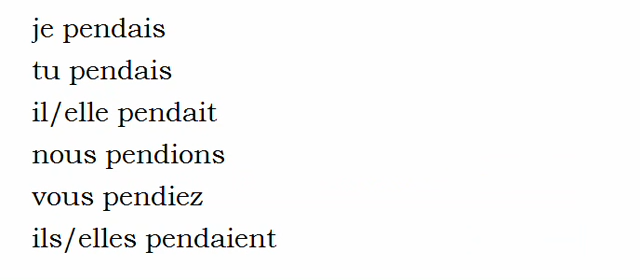 je pendais
tu pendais
il/elle pendait
nous pendions
vous pendiez
ils/elles pendaient